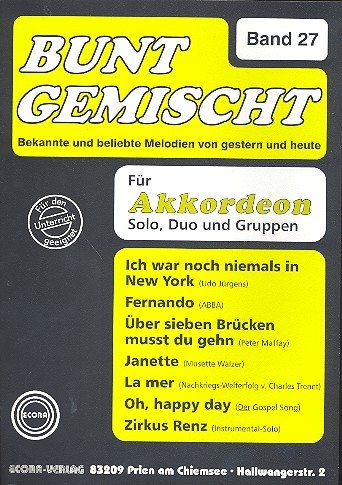 BUNT
GEMISCHT
Band 27
Bekannte und beliebte Melodien von gestern und heute
Für den
Unterricht
geeignet
Für
Akkordeon
Solo, Duo und Gruppen
Ich war noch niemals in
New York (Udo Jürgens)
Fernando (ABBA)
Über sieben Brücken
musst du gehn (Peter Maffay)
Janette (Musette Walzer)
La mer (Nachkriegs-Welterfolg v. Charles Trenet)
Oh, happy day (Der Gospel Song)
Zirkus Renz (Instrumental-Solo)
ECORA
ECORA-VERLAG 83209 Prien am Chiemsee • Hallwangerstr. 2